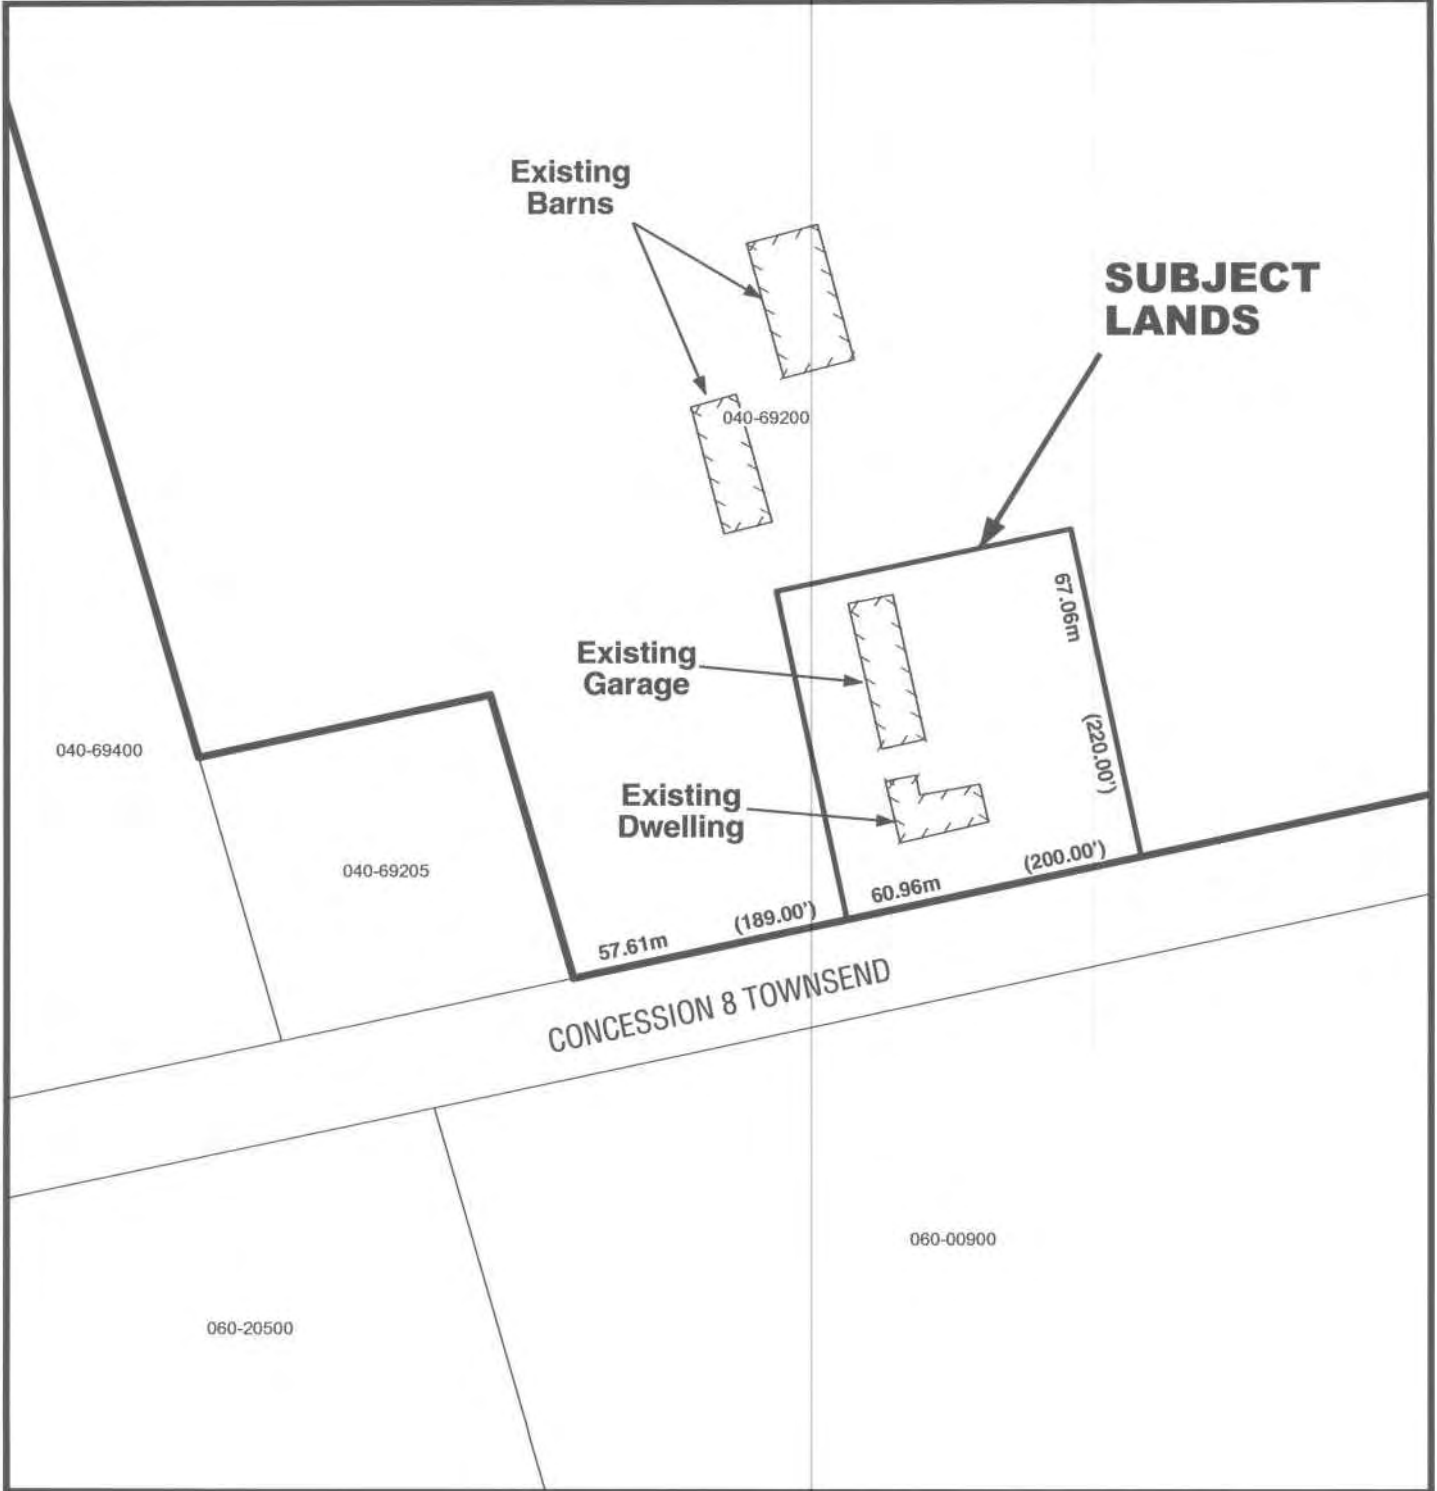 Existing
Barns
SUBJECT
LANDS
040-69200
67.06m
Existing
Garage
(220.00')
040-69400
Existing
Dwelling
040-69205
(200.00')
60.96m
(189.00')
57.61m
CONCESSION 8 TOWNSEND
060-00900
060-20500